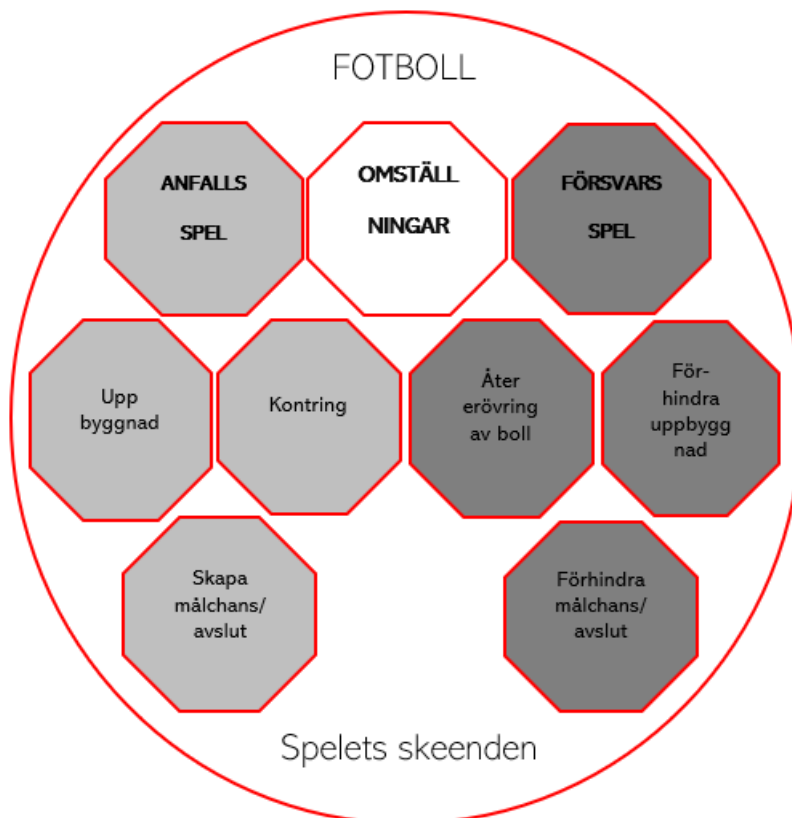 FOTBOLL
ANFALLS
SPEL
OMSTÄLL
NINGAR
FÖRSVARS
SPEL
Upp
byggnad
Kontring
Åter
erövring
av boll
För-
hindra
uppbygg
nad
Skapa
målchans/
avslut
Förhindra
målchans/
avslut
Spelets skeenden